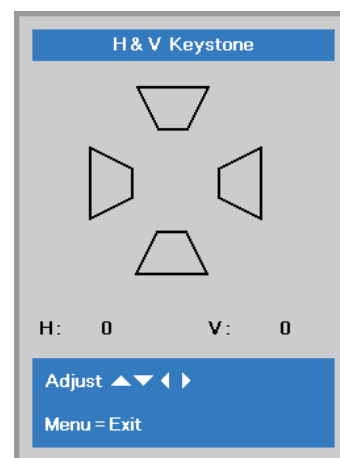 H & V Keystone
H: 0 V: 0
Adjust ▲▼◀▶
Menu = Exit